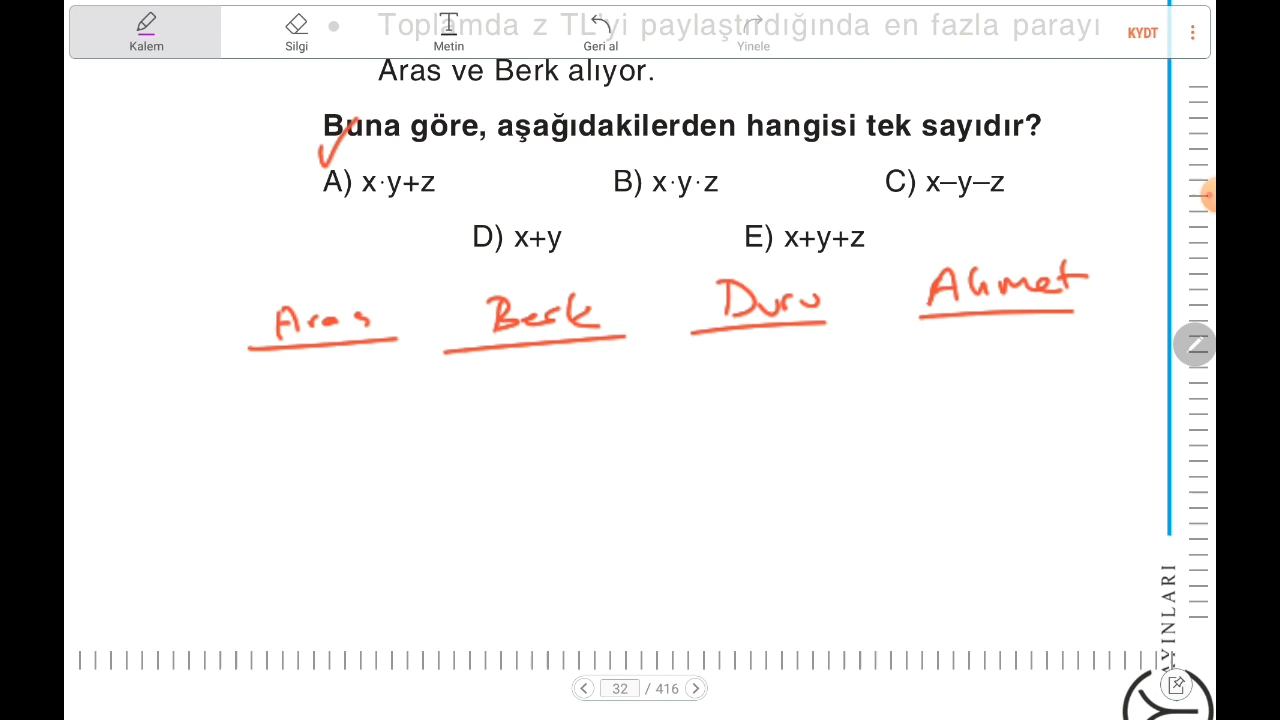 Toplamda z TL'yi paylaştırdığında en fazla parayı
Kalem
Silgi
Metin
Geri al
Yinele
KYDT
Aras ve Berk alıyor.
Buna göre, aşağıdakilerden hangisi tek sayıdır?
A) x·y+z B) x·y·z C) x–y–z
D) x+y E) x+y+z
Aras Berk Duru Ahmet
AYINLARI
32 / 416